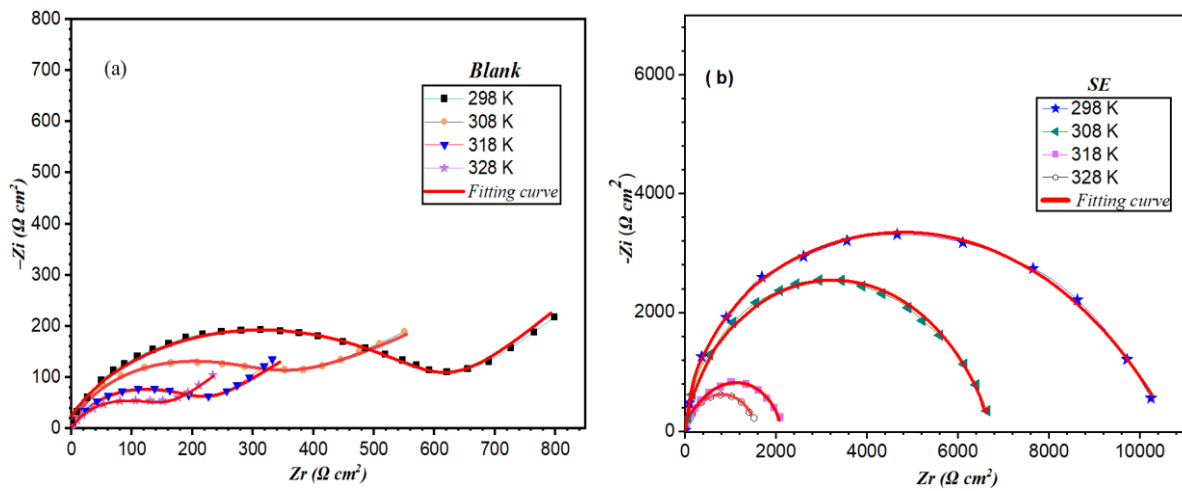 (a)
Blank
298 K
308 K
318 K
328 K
Fitting curve
800
700
600
500
400
300
200
100
0
0 100 200 300 400 500 600 700 800
−Zi (Ω cm²)
Zr (Ω cm²)
( b )
SE
298 K
308 K
318 K
328 K
Fitting curve
6000
4000
2000
0
0 2000 4000 6000 8000 10000
-Zi (Ω cm²)
Zr (Ω cm²)